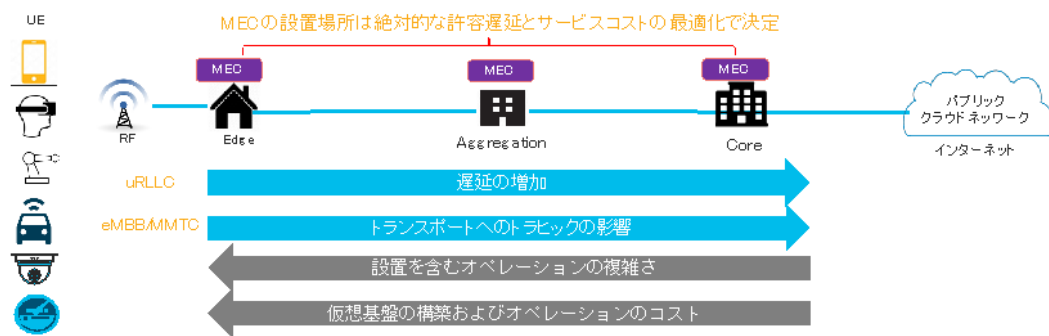 UE
MECの設置場所は絶対的な許容遅延とサービスコストの最適化で決定
MEC
MEC
MEC
パブリック
クラウドネットワーク
RF
Edge
Aggregation
Core
インターネット
uRLLC
遅延の増加
eMBB/MMTC
トランスポートへのトラヒックの影響
設置を含むオペレーションの複雑さ
仮想基盤の構築およびオペレーションのコスト